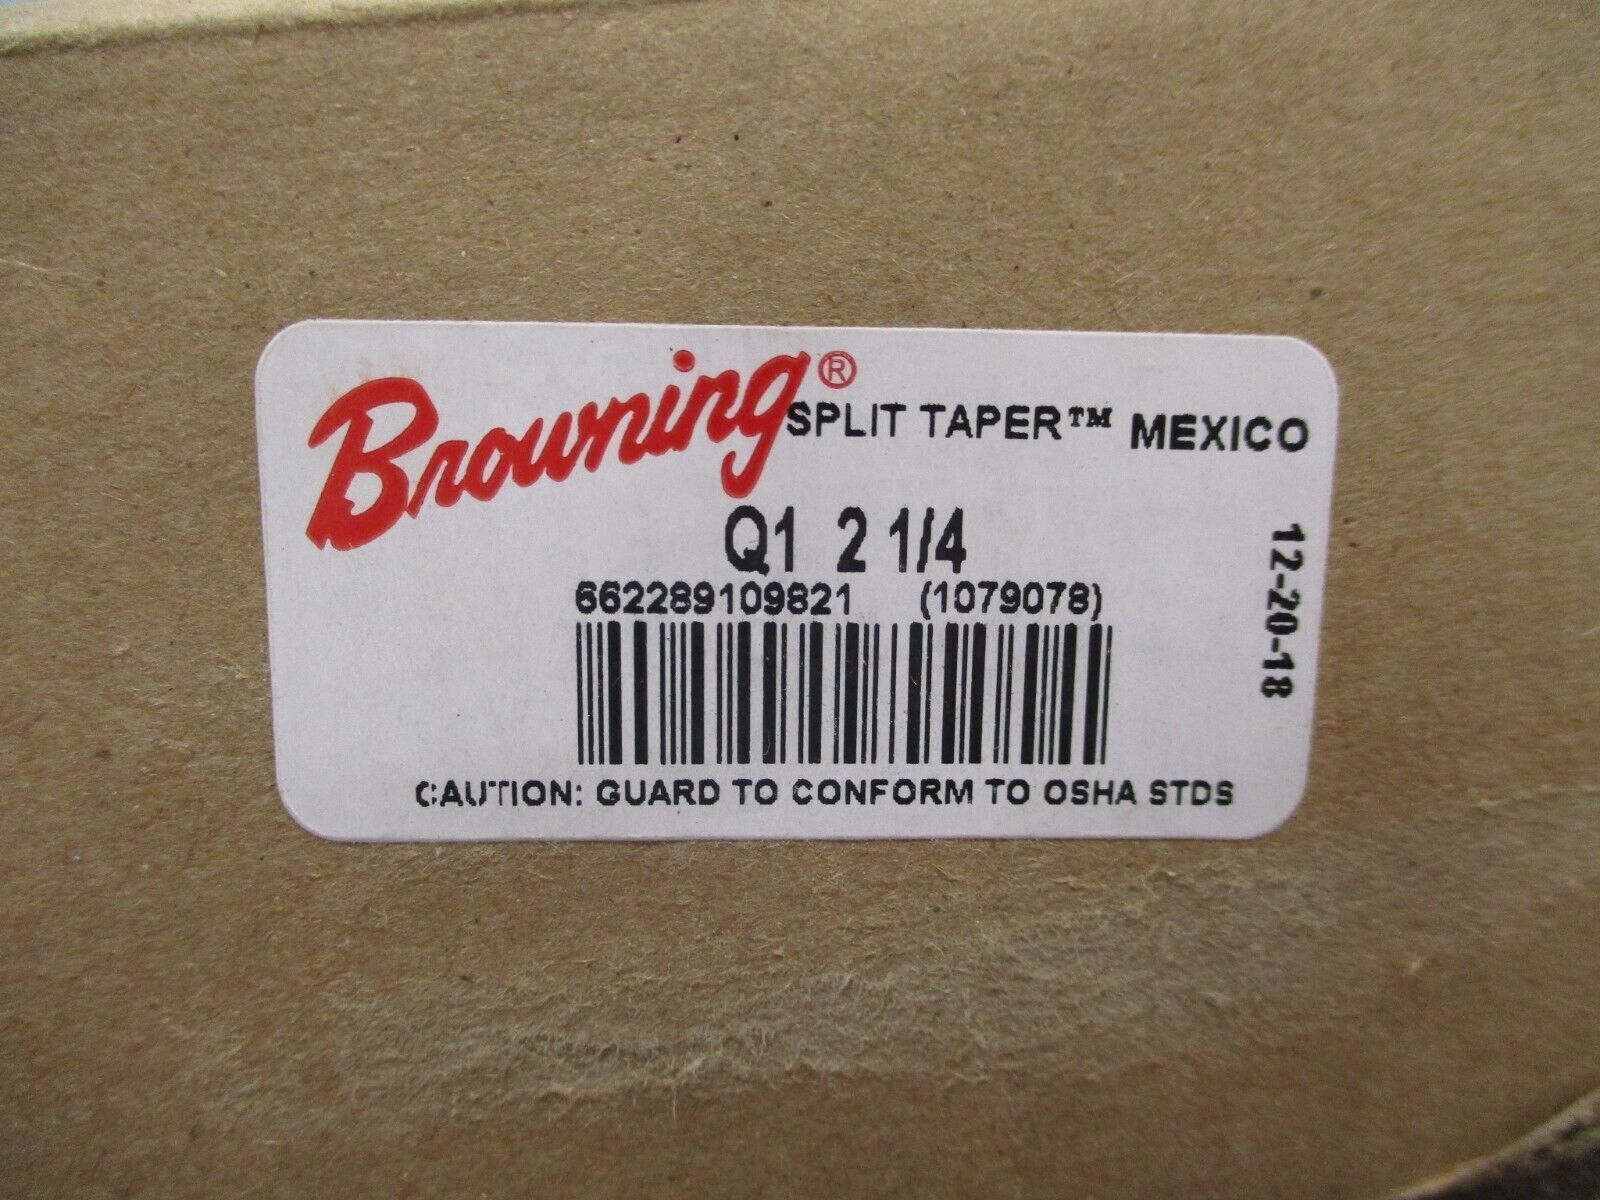 Browning® SPLIT TAPER™ MEXICO
Q1 2 1/4
662289109821 (1079078)
CAUTION: GUARD TO CONFORM TO OSHA STDS
12-20-18